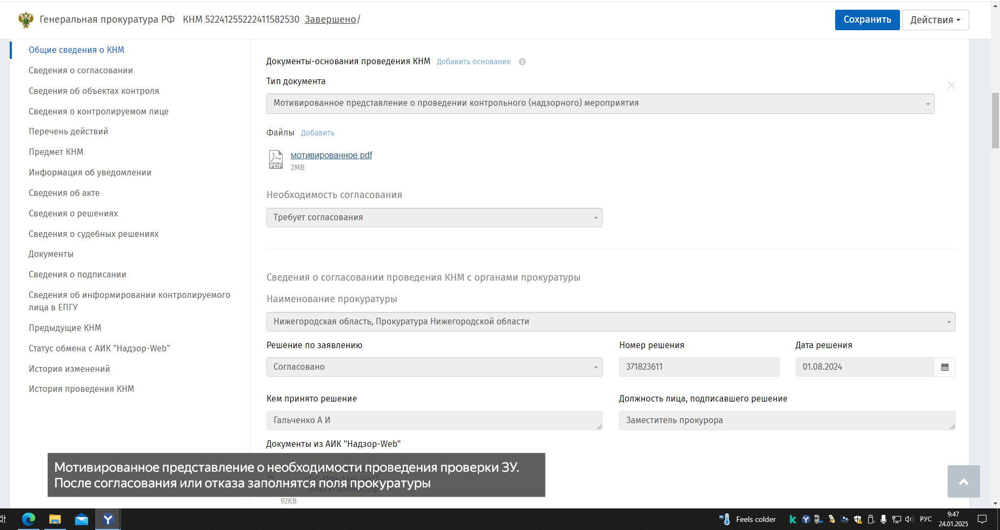 Генеральная прокуратура РФ КНМ 52241255222411582530 Завершено/
Сохранить
Действия
Общие сведения о КНМ
Сведения о согласовании
Сведения об объектах контроля
Сведения о контролируемом лице
Перечень действий
Предмет КНМ
Информация об уведомлении
Сведения об акте
Сведения о решениях
Сведения о судебных решениях
Документы
Сведения о подписании
Сведения об информировании контролируемого
лица в ЕПГУ
Предыдущие КНМ
Статус обмена с АИК "Надзор-Web"
История изменений
История проведения КНМ
Документы-основания проведения КНМ Добавить основание
Тип документа
Мотивированное представление о проведении контрольного (надзорного) мероприятия
Файлы Добавить
PDF
мотивированное.pdf
2MB
Необходимость согласования
Требует согласования
Сведения о согласовании проведения КНМ с органами прокуратуры
Наименование прокуратуры
Нижегородская область, Прокуратура Нижегородской области
Решение по заявлению Номер решения Дата решения
Согласовано 371823611 01.08.2024
Кем принято решение Должность лица, подписавшего решение
Гальченко А И Заместитель прокурора
Документы из АИК "Надзор-Web"
Мотивированное представление о необходимости проведения проверки ЗУ.
После согласования или отказа заполнятся поля прокуратуры
92KB
Feels colder
РУС
9:47
24.01.2025